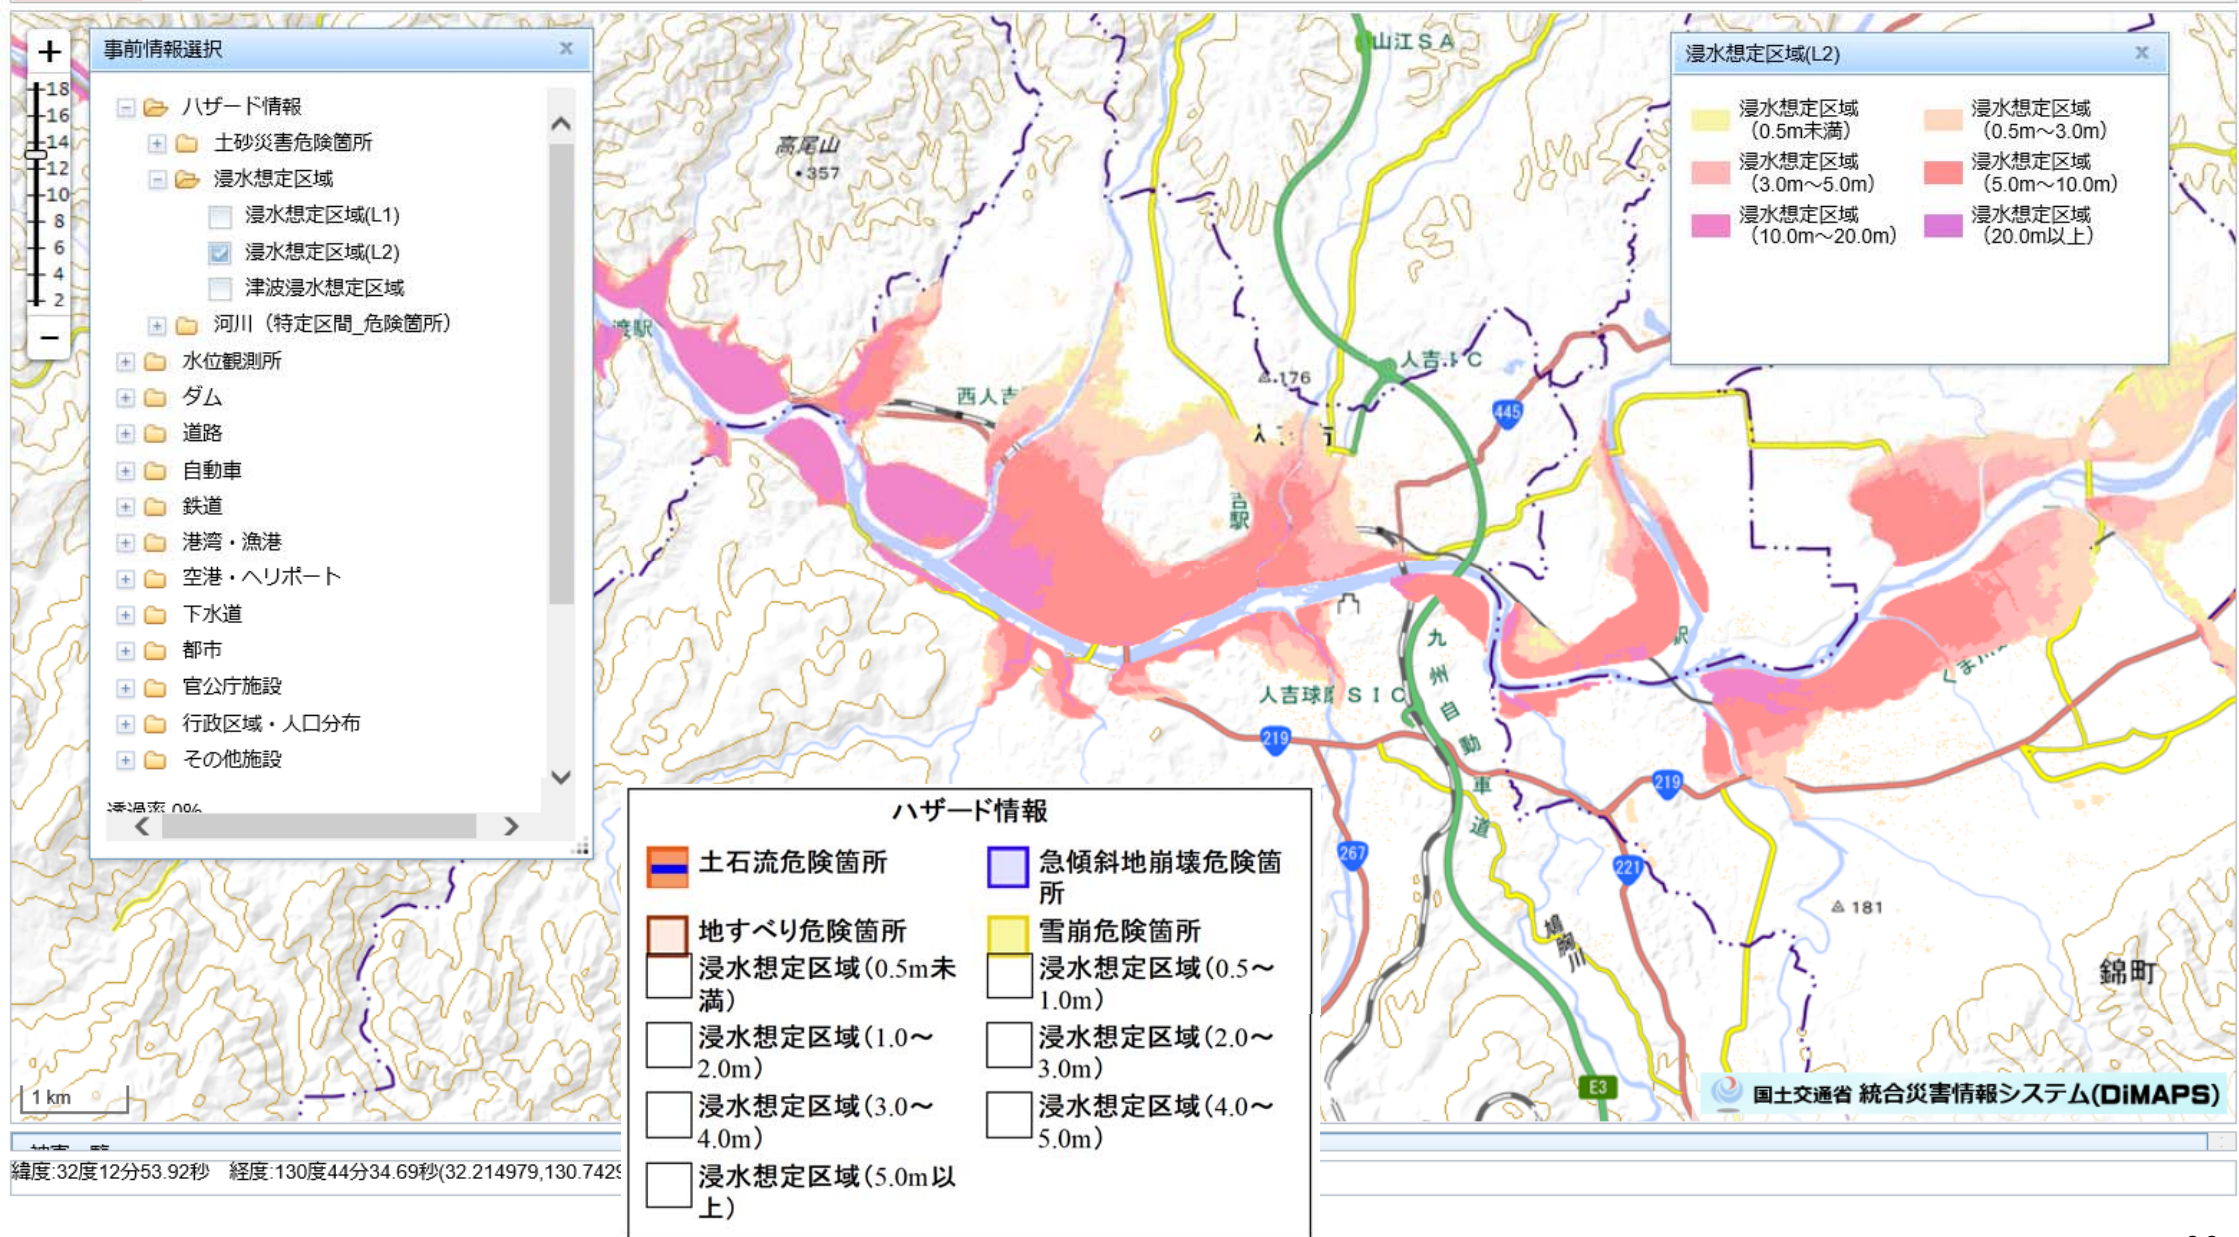 事前情報選択
ハザード情報
土砂災害危険箇所
浸水想定区域
浸水想定区域(L1)
浸水想定区域(L2)
津波浸水想定区域
河川（特定区間_危険箇所）
水位観測所
ダム
道路
自動車
鉄道
港湾・漁港
空港・ヘリポート
下水道
都市
官公庁施設
行政区域・人口分布
その他施設
透過率 0%
+
18
16
14
12
10
8
6
4
2
−
1 km
浸水想定区域(L2)
浸水想定区域
（0.5m未満）
浸水想定区域
（0.5m～3.0m）
浸水想定区域
（3.0m～5.0m）
浸水想定区域
（5.0m～10.0m）
浸水想定区域
（10.0m～20.0m）
浸水想定区域
（20.0m以上）
山江ＳＡ
高尾山
357
渡駅
西人吉
176
人吉ＩＣ
445
吉駅
九州自動車道
人吉球 ＳＩＣ
219
219
267
221
181
鳩胸川
錦町
E3
国土交通省 統合災害情報システム(DiMAPS)
ハザード情報
土石流危険箇所
急傾斜地崩壊危険箇
所
地すべり危険箇所
雪崩危険箇所
浸水想定区域（0.5m未
満）
浸水想定区域（0.5～
1.0m）
浸水想定区域（1.0～
2.0m）
浸水想定区域（2.0～
3.0m）
浸水想定区域（3.0～
4.0m）
浸水想定区域（4.0～
5.0m）
浸水想定区域（5.0m以
上）
緯度:32度12分53.92秒　経度:130度44分34.69秒(32.214979,130.742